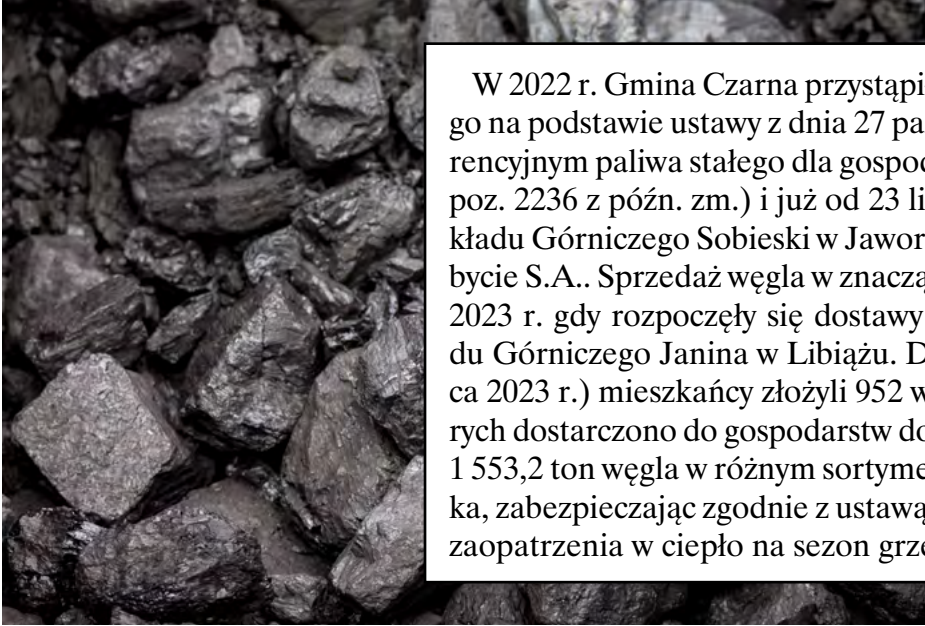 W 2022 r. Gmina Czarna przystąpi
go na podstawie ustawy z dnia 27 pa
rencyjnym paliwa stałego dla gospod
poz. 2236 z późn. zm.) i już od 23 li
kładu Górniczego Sobieski w Jawor
bycie S.A.. Sprzedaż węgla w znaczą
2023 r. gdy rozpoczęły się dostawy
du Górniczego Janina w Libiążu. D
ca 2023 r.) mieszkańcy złożyli 952 w
rych dostarczono do gospodarstw do
1 553,2 ton węgla w różnym sortyme
ka, zabezpieczając zgodnie z ustawą
zaopatrzenia w ciepło na sezon grze